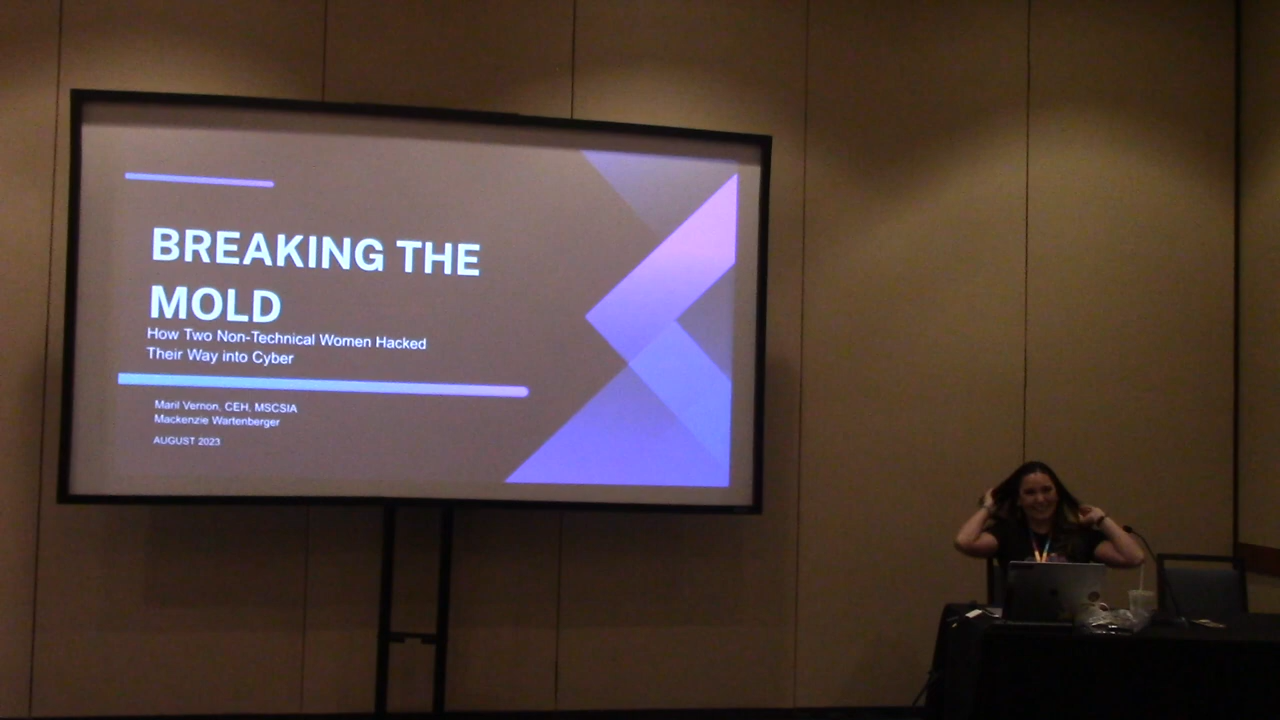 BREAKING THE
MOLD
How Two Non-Technical Women Hacked
Their Way into Cyber
Maril Vernon, CEH, MSCSIA
Mackenzie Wartenberger
AUGUST 2023